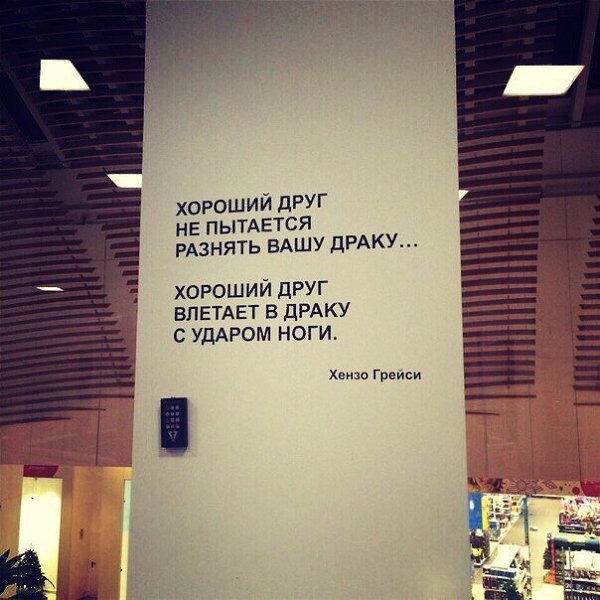 ХОРОШИЙ ДРУГ
НЕ ПЫТАЕТСЯ
РАЗНЯТЬ ВАШУ ДРАКУ...
ХОРОШИЙ ДРУГ
ВЛЕТАЕТ В ДРАКУ
С УДАРОМ НОГИ.
Хензо Грейси